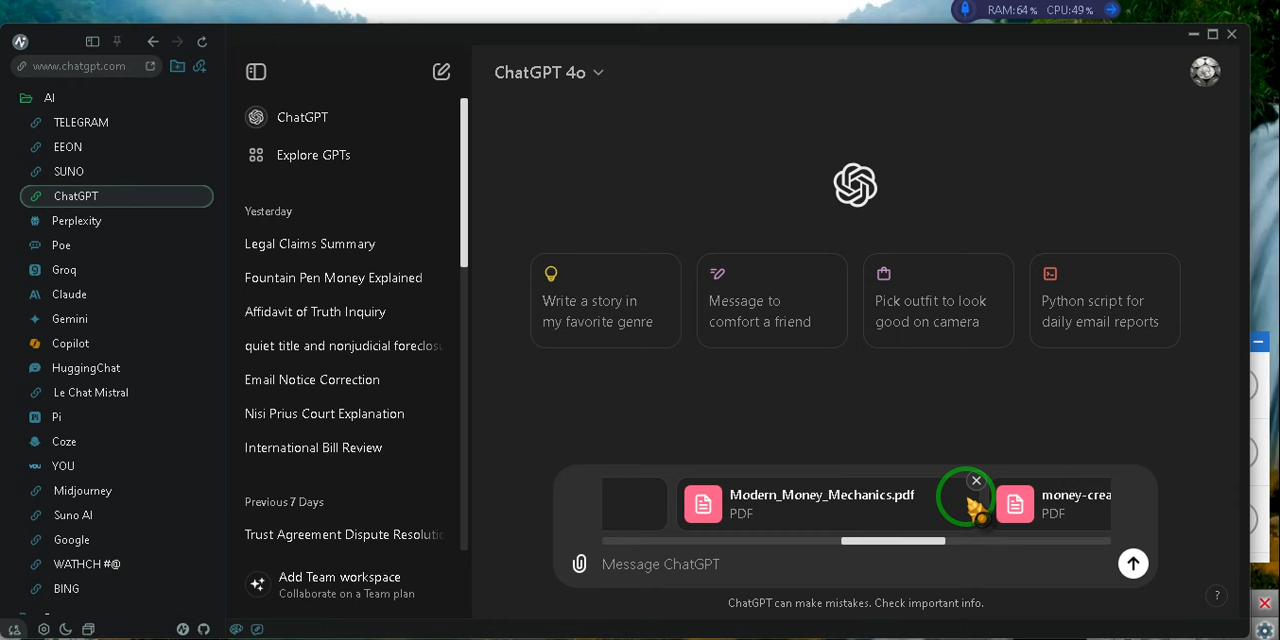 RAM:64% CPU:49%
www.chatgpt.com
AI
TELEGRAM
EEON
SUNO
ChatGPT
Perplexity
Poe
Groq
Claude
Gemini
Copilot
HuggingChat
Le Chat Mistral
Pi
Coze
YOU
Midjourney
Suno AI
Google
WATHCH #@
BING
ChatGPT
Explore GPTs
Yesterday
Legal Claims Summary
Fountain Pen Money Explained
Affidavit of Truth Inquiry
quiet title and nonjudicial foreclosu
Email Notice Correction
Nisi Prius Court Explanation
International Bill Review
Previous 7 Days
Trust Agreement Dispute Resolutio
Add Team workspace
Collaborate on a Team plan
ChatGPT 4o
Write a story in
my favorite genre
Message to
comfort a friend
Pick outfit to look
good on camera
Python script for
daily email reports
Modern_Money_Mechanics.pdf
PDF
money-crea
PDF
Message ChatGPT
ChatGPT can make mistakes. Check important info.
?